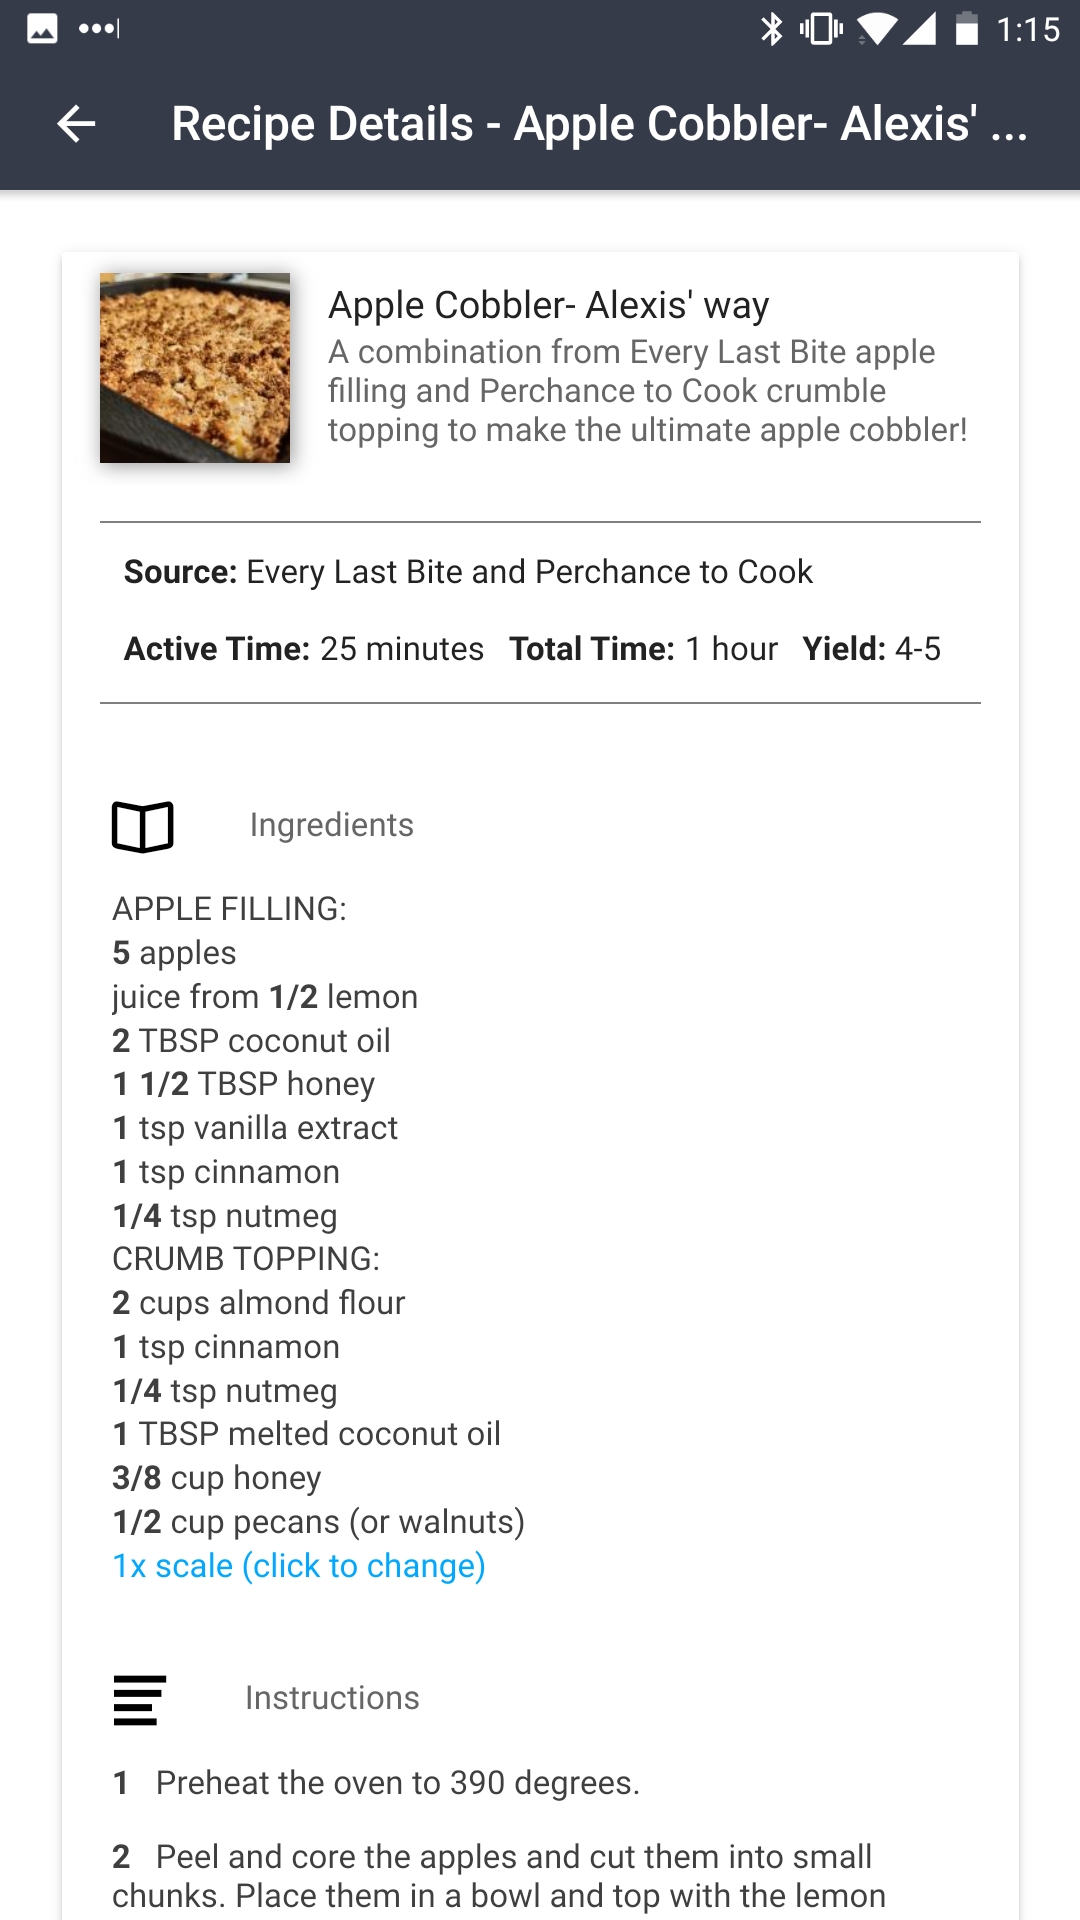 1:15
Recipe Details - Apple Cobbler- Alexis' ...
Apple Cobbler- Alexis' way
A combination from Every Last Bite apple
filling and Perchance to Cook crumble
topping to make the ultimate apple cobbler!
Source: Every Last Bite and Perchance to Cook
Active Time: 25 minutes Total Time: 1 hour Yield: 4-5
Ingredients
APPLE FILLING:
5 apples
juice from 1/2 lemon
2 TBSP coconut oil
1 1/2 TBSP honey
1 tsp vanilla extract
1 tsp cinnamon
1/4 tsp nutmeg
CRUMB TOPPING:
2 cups almond flour
1 tsp cinnamon
1/4 tsp nutmeg
1 TBSP melted coconut oil
3/8 cup honey
1/2 cup pecans (or walnuts)
1x scale (click to change)
Instructions
1 Preheat the oven to 390 degrees.
2 Peel and core the apples and cut them into small
chunks. Place them in a bowl and top with the lemon